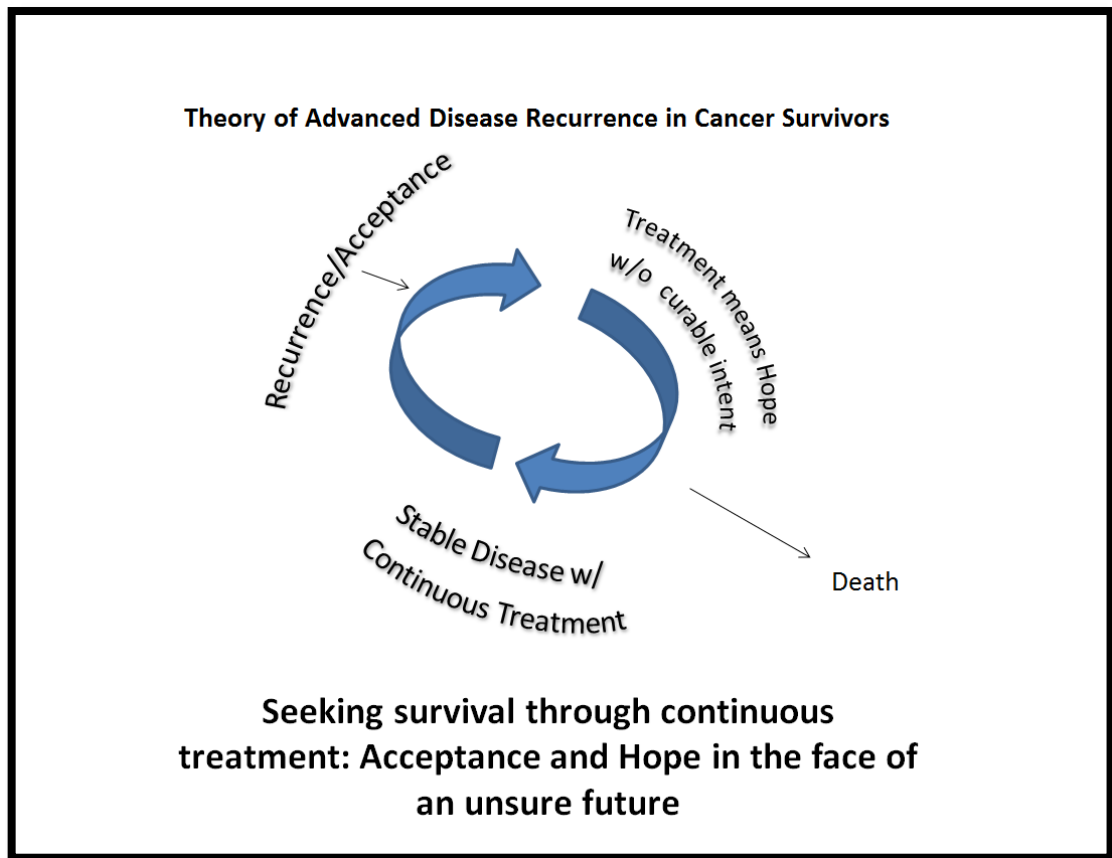 Theory of Advanced Disease Recurrence in Cancer Survivors
Recurrence/Acceptance
Treatment means Hope
w/o curable intent
Stable Disease w/
Continuous Treatment
Death
Seeking survival through continuous
treatment: Acceptance and Hope in the face of
an unsure future